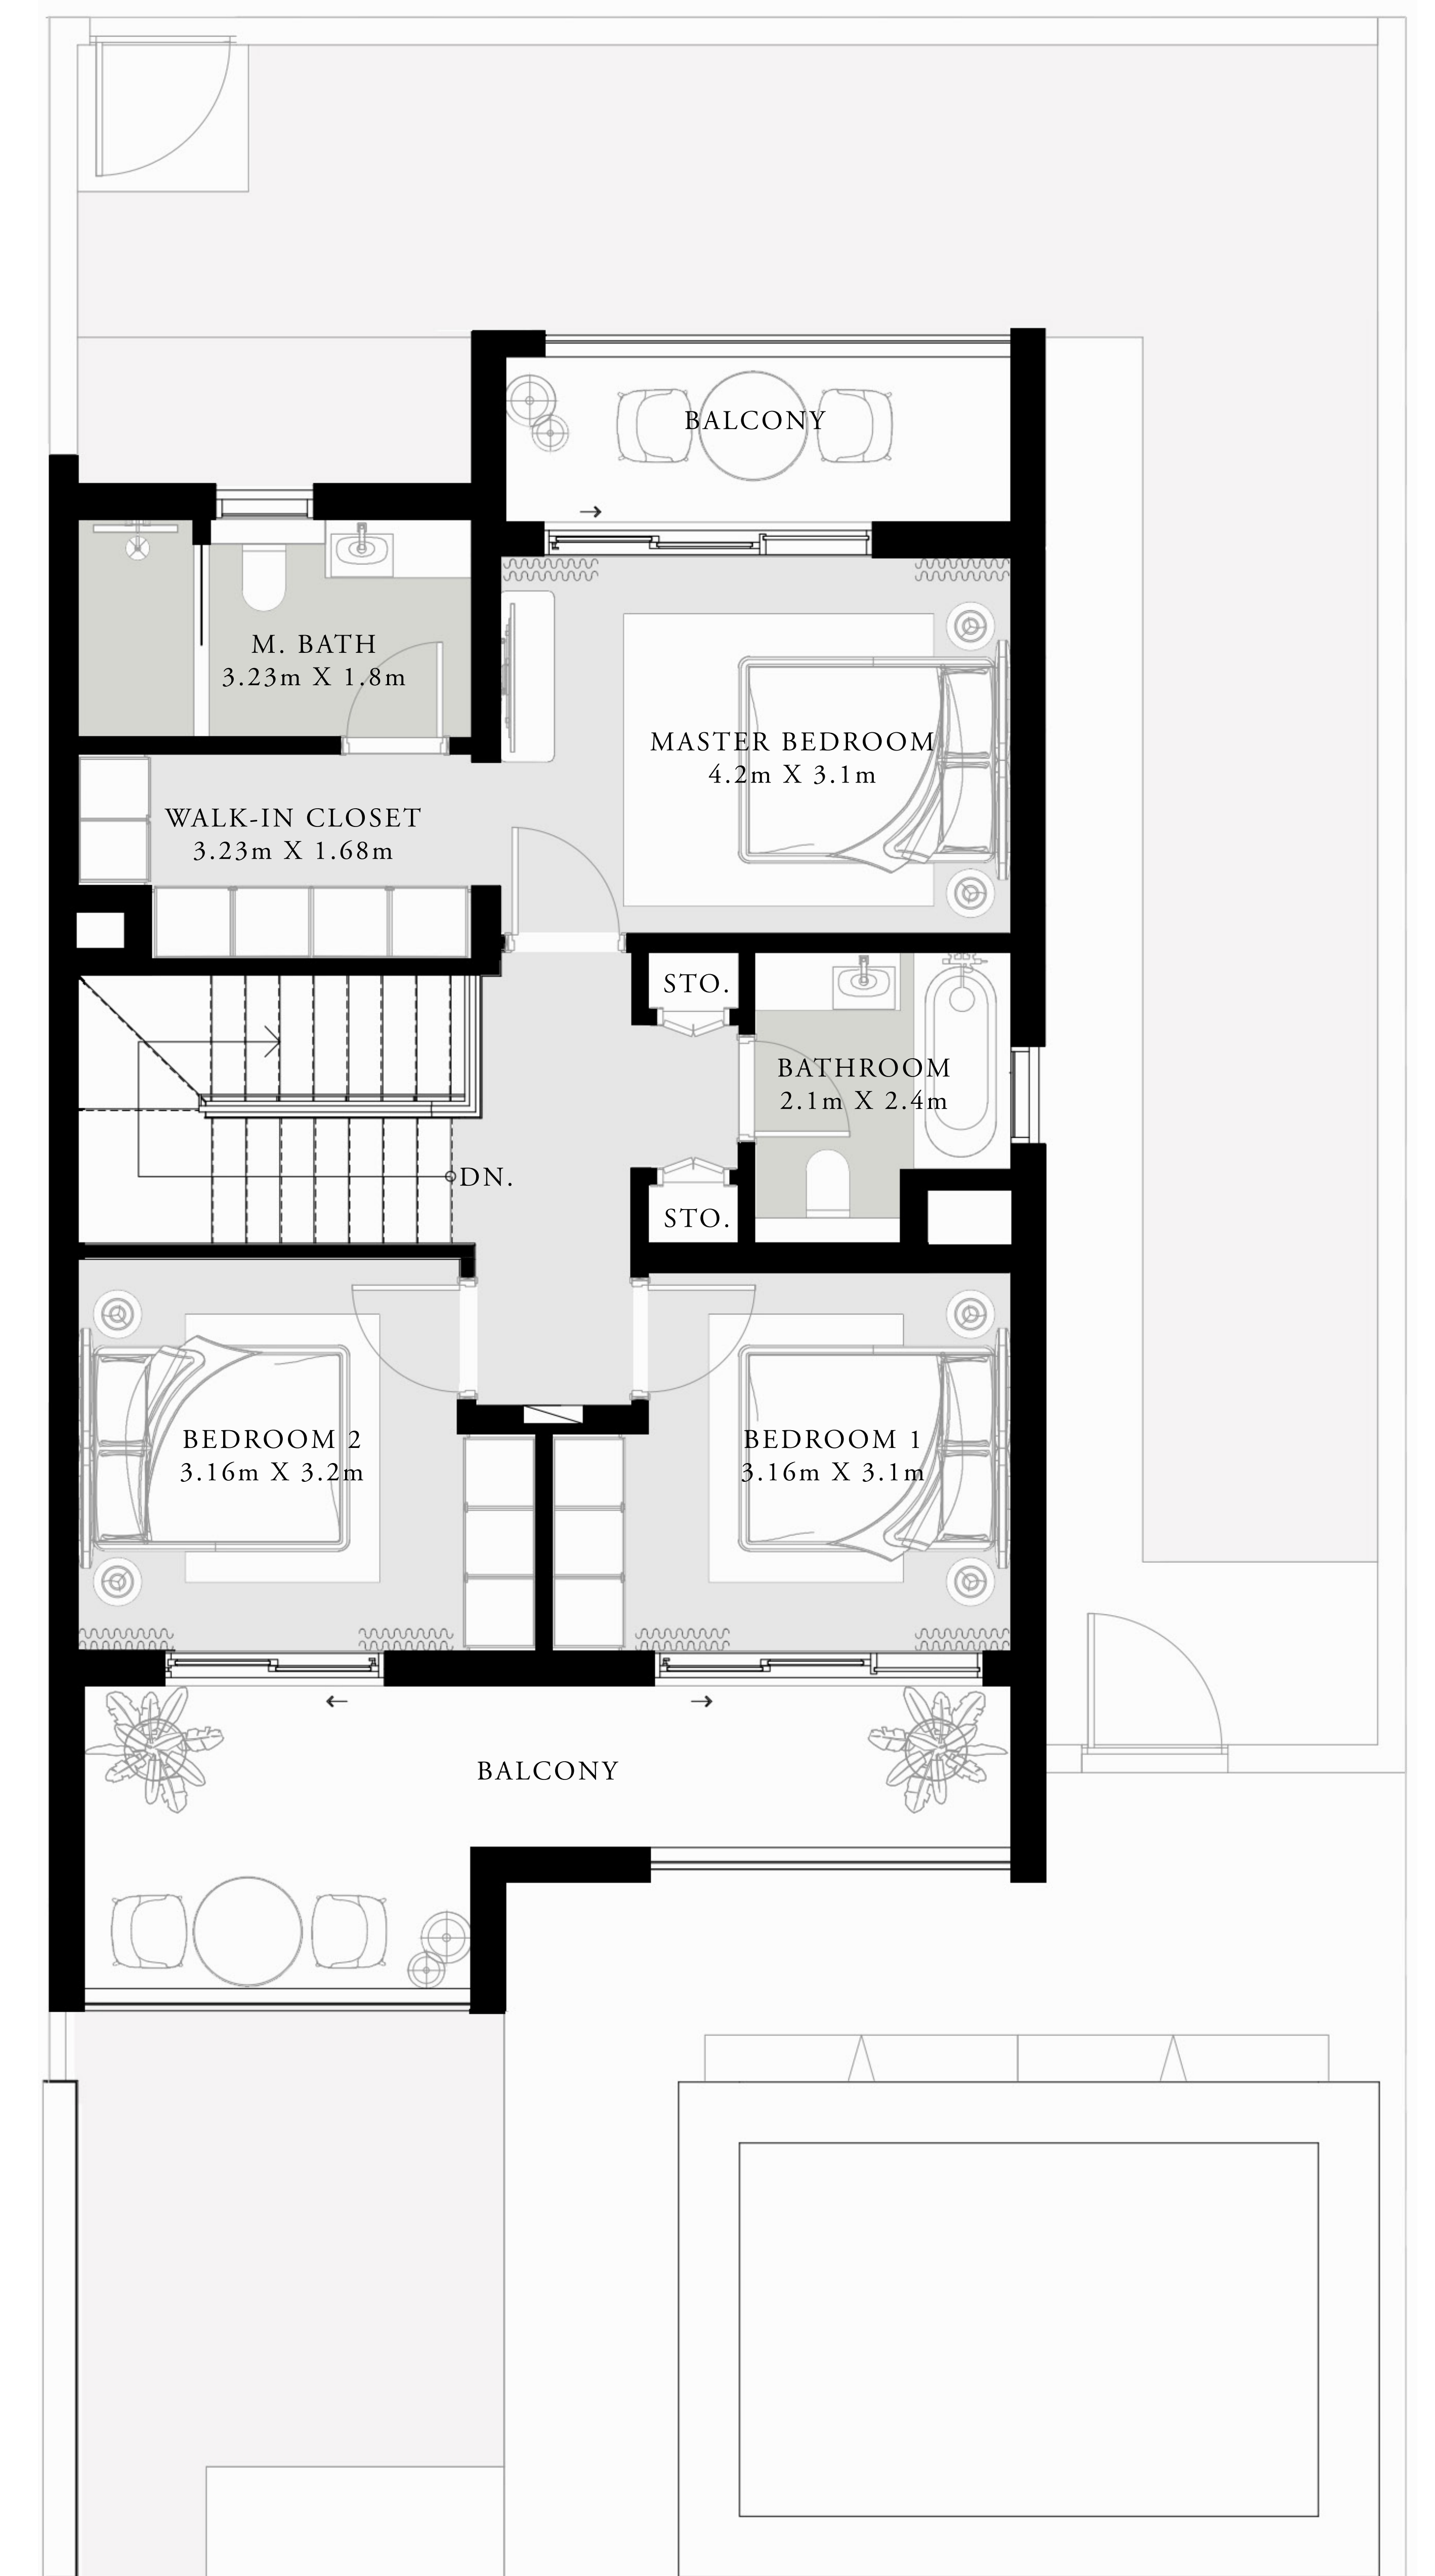 BALCONY
M. BATH
3.23m X 1.8m
MASTER BEDROOM
4.2m X 3.1m
WALK-IN CLOSET
3.23m X 1.68m
STO.
BATHROOM
2.1m X 2.4m
DN.
STO.
BEDROOM 2
3.16m X 3.2m
BEDROOM 1
3.16m X 3.1m
BALCONY